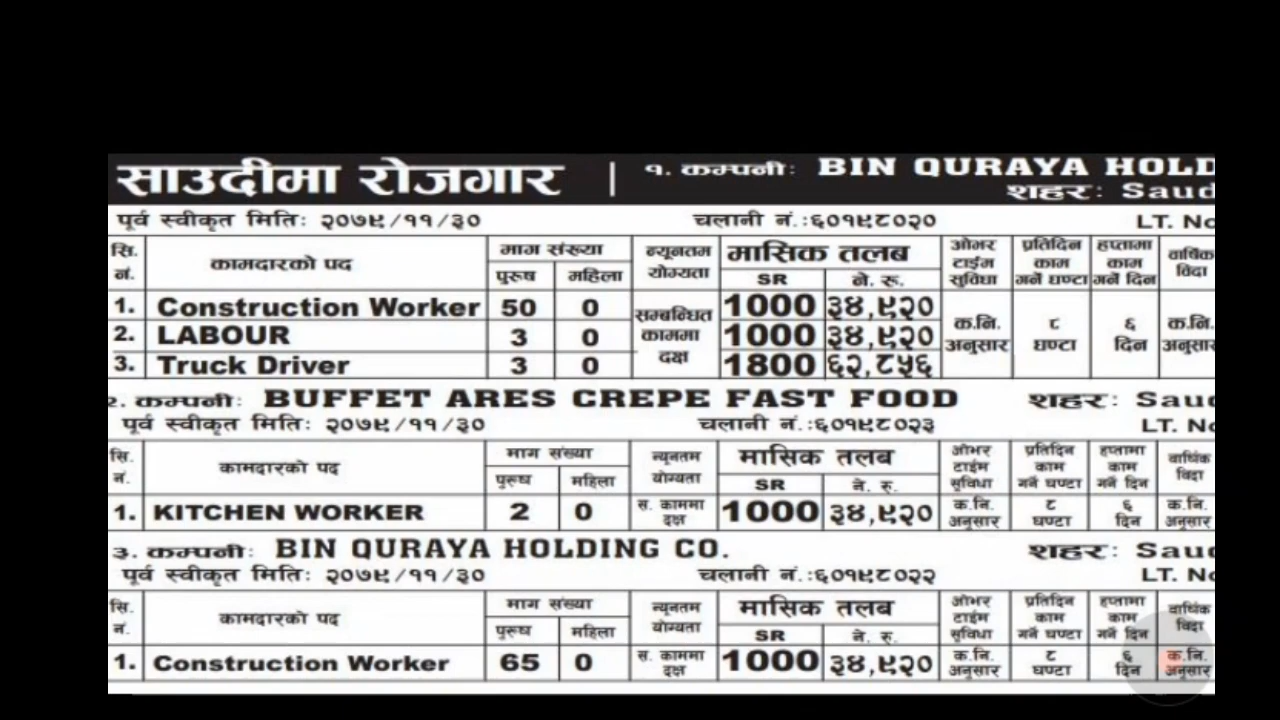 साउदीमा रोजगार | १. कम्पनी: BIN QURAYA HOLD
शहर: Saud
पूर्व स्वीकृत मिति: २०७९/११/३० चलानी नं.:६०१९८०२० LT. No
सि. नं. कामदारको पद माग संख्या न्यूनतम योग्यता मासिक तलब ओभर टाईम सुविधा प्रतिदिन काम गर्ने घण्टा हप्तामा काम गर्ने दिन वार्षिक विदा
पुरूष महिला SR ने. रू.
1. Construction Worker 50 0 सम्बन्धित काममा दक्ष 1000 ३४,९२० क.नि. अनुसार ८ घण्टा ६ दिन क.नि. अनुसार
2. LABOUR 3 0 1000 ३४,९२०
3. Truck Driver 3 0 1800 ६२,८५६
२. कम्पनी: BUFFET ARES CREPE FAST FOOD शहर: Saud
पूर्व स्वीकृत मिति: २०७९/११/३० चलानी नं.:६०१९८०२३ LT. No
सि. नं. कामदारको पद माग संख्या न्यूनतम योग्यता मासिक तलब ओभर टाईम सुविधा प्रतिदिन काम गर्ने घण्टा हप्तामा काम गर्ने दिन वार्षिक विदा
पुरूष महिला SR ने. रु.
1. KITCHEN WORKER 2 0 स. काममा दक्ष 1000 ३४,९२० क.नि. अनुसार ८ घण्टा ६ दिन क.नि. अनुसार
३. कम्पनी: BIN QURAYA HOLDING CO. शहर: Saud
पूर्व स्वीकृत मिति: २०७९/११/३० चलानी नं.:६०१९८०२२ LT. No
सि. नं. कामदारको पद माग संख्या न्यूनतम योग्यता मासिक तलब ओभर टाईम सुविधा प्रतिदिन काम गर्ने घण्टा हप्तामा काम गर्ने दिन वार्षिक विदा
पुरूष महिला SR ने. रु.
1. Construction Worker 65 0 स. काममा दक्ष 1000 ३४,९२० क.नि. अनुसार ८ घण्टा ६ दिन क.नि. अनुसार